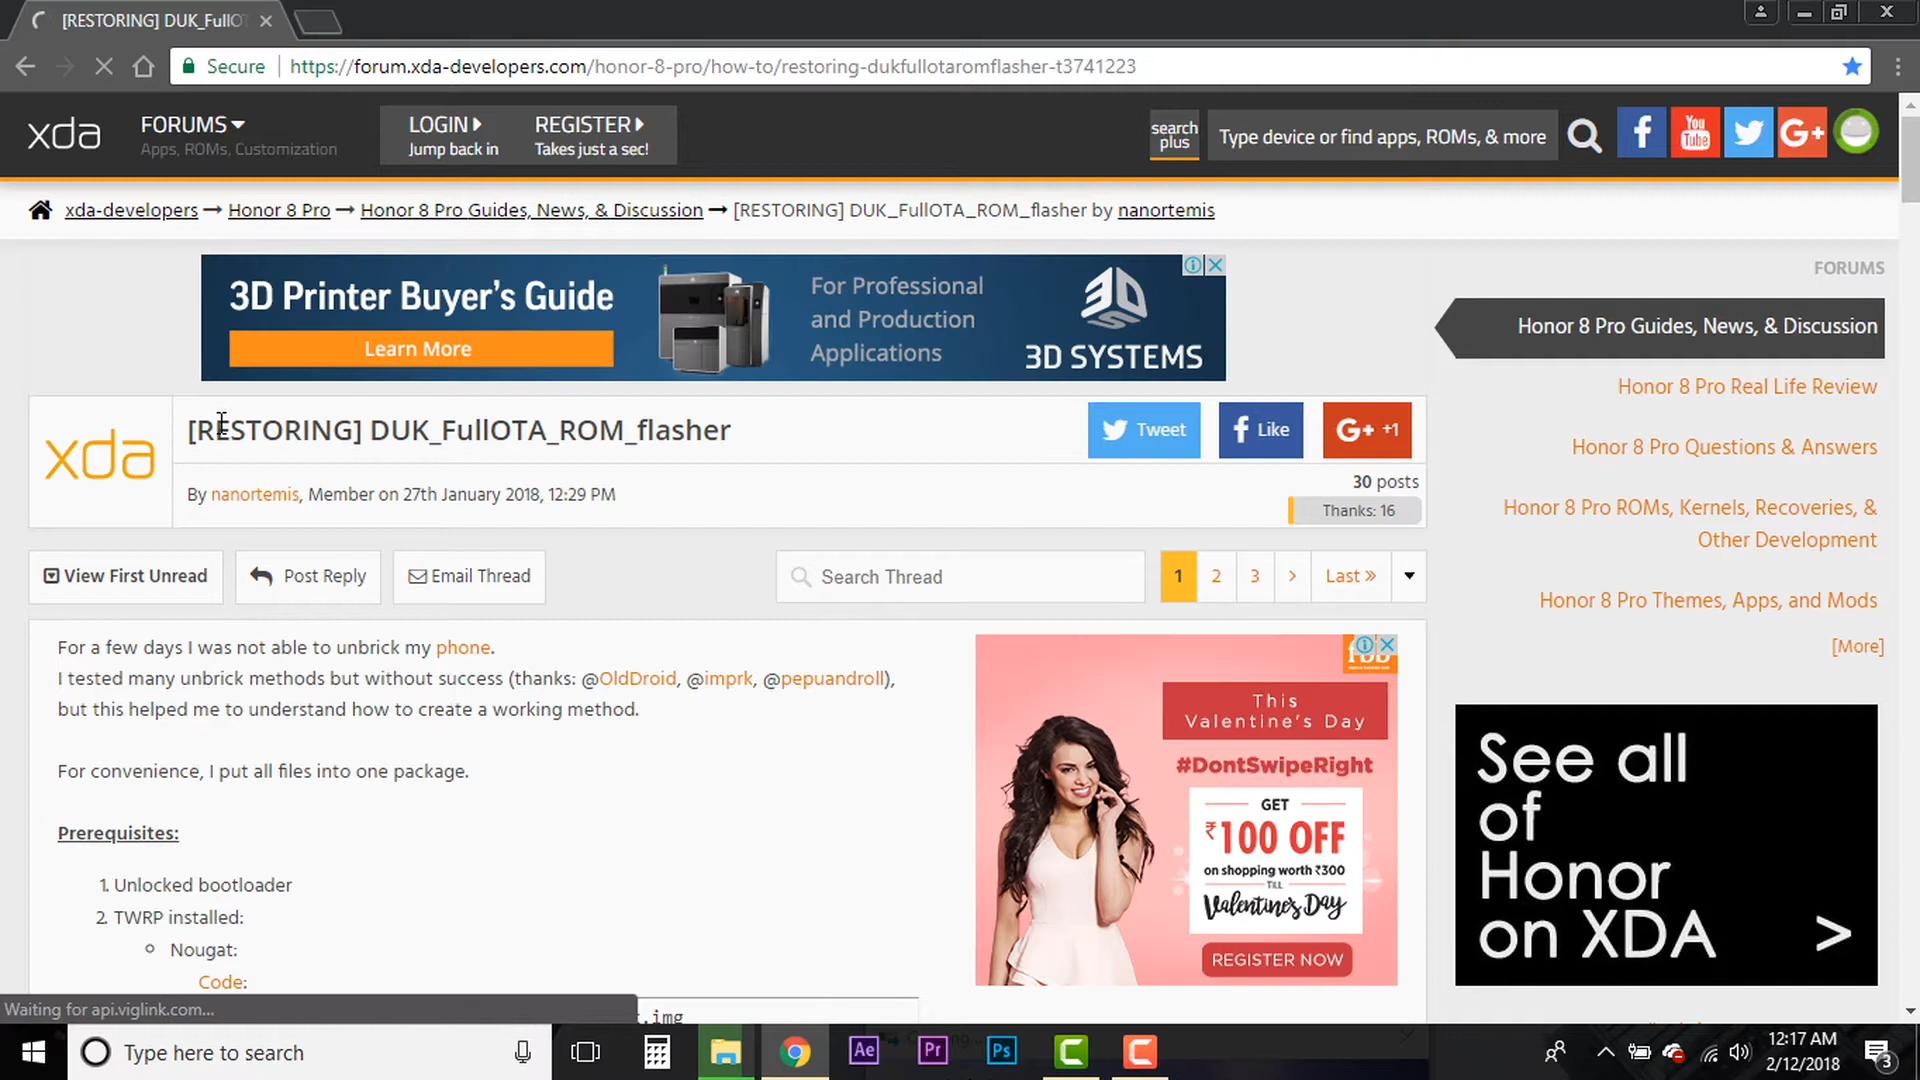 [RESTORING] DUK_FullO
Secure
https://forum.xda-developers.com/honor-8-pro/how-to/restoring-dukfullotaromflasher-t3741223
xda
FORUMS
Apps, ROMs, Customization
LOGIN
Jump back in
REGISTER
Takes just a sec!
search
plus
Type device or find apps, ROMs, & more
f
You
Tube
G+
xda-developers → Honor 8 Pro → Honor 8 Pro Guides, News, & Discussion → [RESTORING] DUK_FullOTA_ROM_flasher by nanortemis
3D Printer Buyer's Guide
Learn More
For Professional
and Production
Applications
3D
3D SYSTEMS
FORUMS
Honor 8 Pro Guides, News, & Discussion
Honor 8 Pro Real Life Review
Honor 8 Pro Questions & Answers
Honor 8 Pro ROMs, Kernels, Recoveries, &
Other Development
Honor 8 Pro Themes, Apps, and Mods
[More]
xda
[RESTORING] DUK_FullOTA_ROM_flasher
Tweet
f Like
G+ +1
By nanortemis, Member on 27th January 2018, 12:29 PM
30 posts
Thanks: 16
View First Unread
Post Reply
Email Thread
Search Thread
1 2 3 > Last »
For a few days I was not able to unbrick my phone.
I tested many unbrick methods but without success (thanks: @OldDroid, @imprk, @pepuandroll),
but this helped me to understand how to create a working method.
For convenience, I put all files into one package.
Prerequisites:
1. Unlocked bootloader
2. TWRP installed:
Nougat:
Code:
.img
fbb
This
Valentine's Day
#DontSwipeRight
GET
₹100 OFF
on shopping worth ₹300
TILL
Valentine's Day
REGISTER NOW
See all
of
Honor
on XDA >
Waiting for api.viglink.com...
Type here to search
Ae
Pr
Ps
12:17 AM
2/12/2018
3